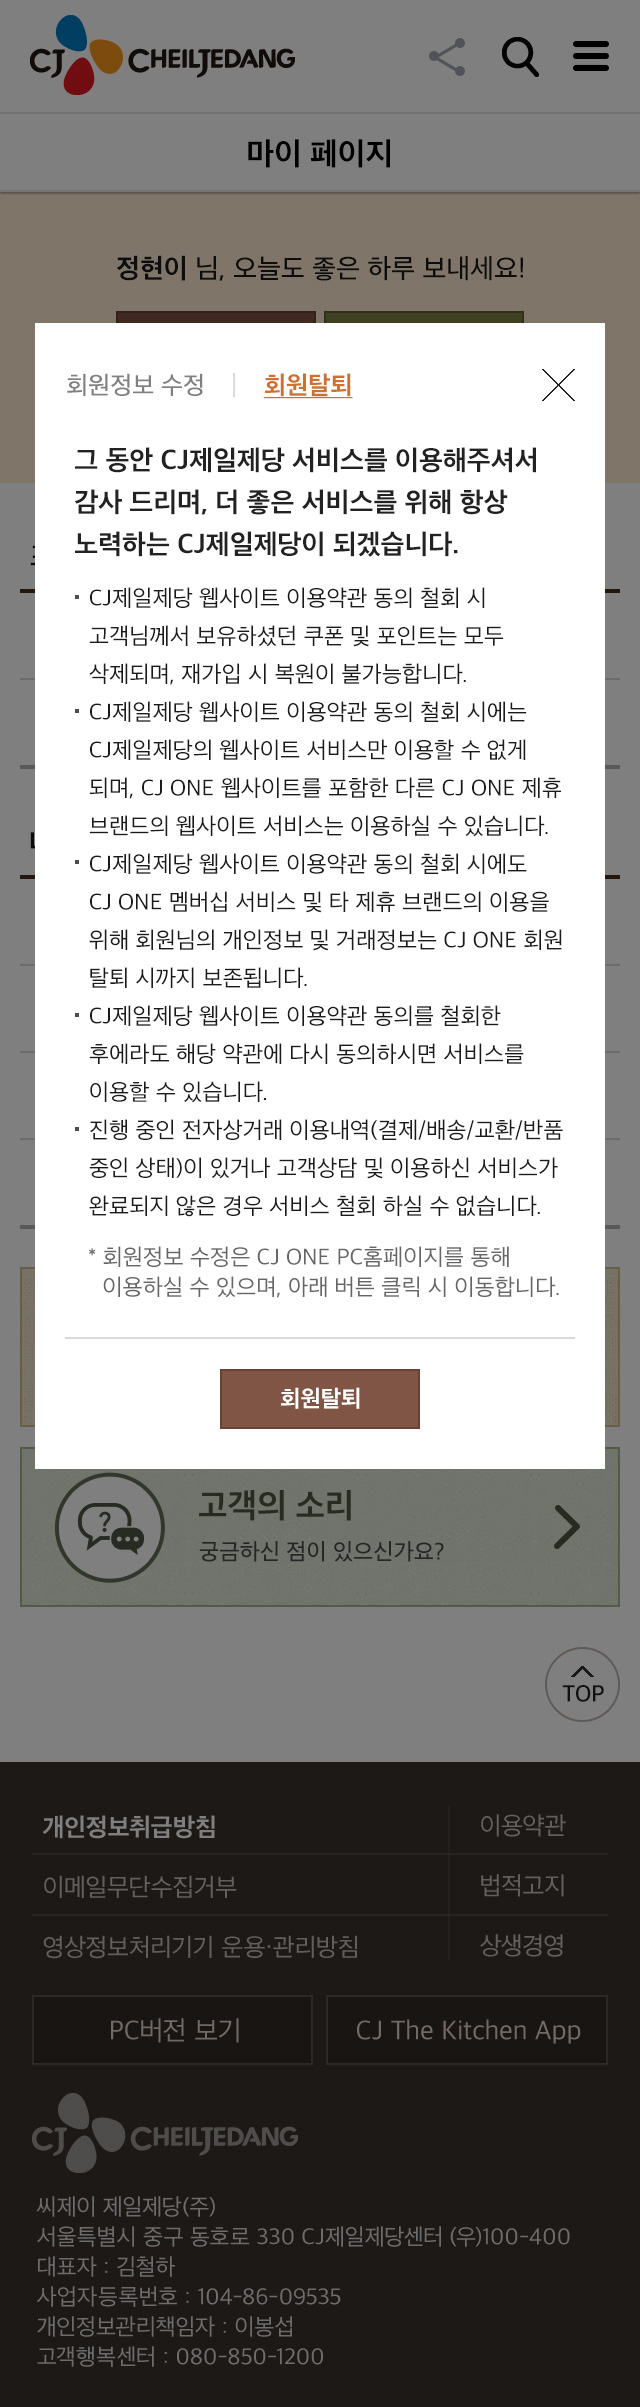 CJ CHEILJEDANG
마이 페이지
정현이 님, 오늘도 좋은 하루 보내세요!
회원정보 수정 | 회원탈퇴
그 동안 CJ제일제당 서비스를 이용해주셔서
감사 드리며, 더 좋은 서비스를 위해 항상
노력하는 CJ제일제당이 되겠습니다.
· CJ제일제당 웹사이트 이용약관 동의 철회 시
고객님께서 보유하셨던 쿠폰 및 포인트는 모두
삭제되며, 재가입 시 복원이 불가능합니다.
· CJ제일제당 웹사이트 이용약관 동의 철회 시에는
CJ제일제당의 웹사이트 서비스만 이용할 수 없게
되며, CJ ONE 웹사이트를 포함한 다른 CJ ONE 제휴
브랜드의 웹사이트 서비스는 이용하실 수 있습니다.
· CJ제일제당 웹사이트 이용약관 동의 철회 시에도
CJ ONE 멤버십 서비스 및 타 제휴 브랜드의 이용을
위해 회원님의 개인정보 및 거래정보는 CJ ONE 회원
탈퇴 시까지 보존됩니다.
· CJ제일제당 웹사이트 이용약관 동의를 철회한
후에라도 해당 약관에 다시 동의하시면 서비스를
이용할 수 있습니다.
· 진행 중인 전자상거래 이용내역(결제/배송/교환/반품
중인 상태)이 있거나 고객상담 및 이용하신 서비스가
완료되지 않은 경우 서비스 철회 하실 수 없습니다.
* 회원정보 수정은 CJ ONE PC홈페이지를 통해
이용하실 수 있으며, 아래 버튼 클릭 시 이동합니다.
회원탈퇴
고객의 소리
궁금하신 점이 있으신가요?
TOP
개인정보취급방침 이용약관
이메일무단수집거부 법적고지
영상정보처리기기 운용·관리방침 상생경영
PC버전 보기 CJ The Kitchen App
CJ CHEILJEDANG
씨제이 제일제당(주)
서울특별시 중구 동호로 330 CJ제일제당센터 (우)100-400
대표자 : 김철하
사업자등록번호 : 104-86-09535
개인정보관리책임자 : 이봉섭
고객행복센터 : 080-850-1200